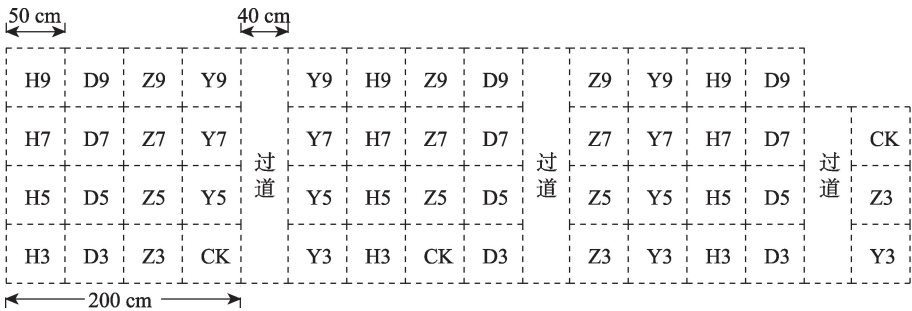 50 cm 40 cm
H9 D9 Z9 Y9 Y9 H9 Z9 D9 Z9 Y9 H9 D9
H7 D7 Z7 Y7 Y7 H7 Z7 D7 Z7 Y7 H7 D7 CK
过道 过道 过道
H5 D5 Z5 Y5 Y5 H5 Z5 D5 Z5 Y5 H5 D5 Z3
H3 D3 Z3 CK Y3 H3 CK D3 Z3 Y3 H3 D3 Y3
200 cm